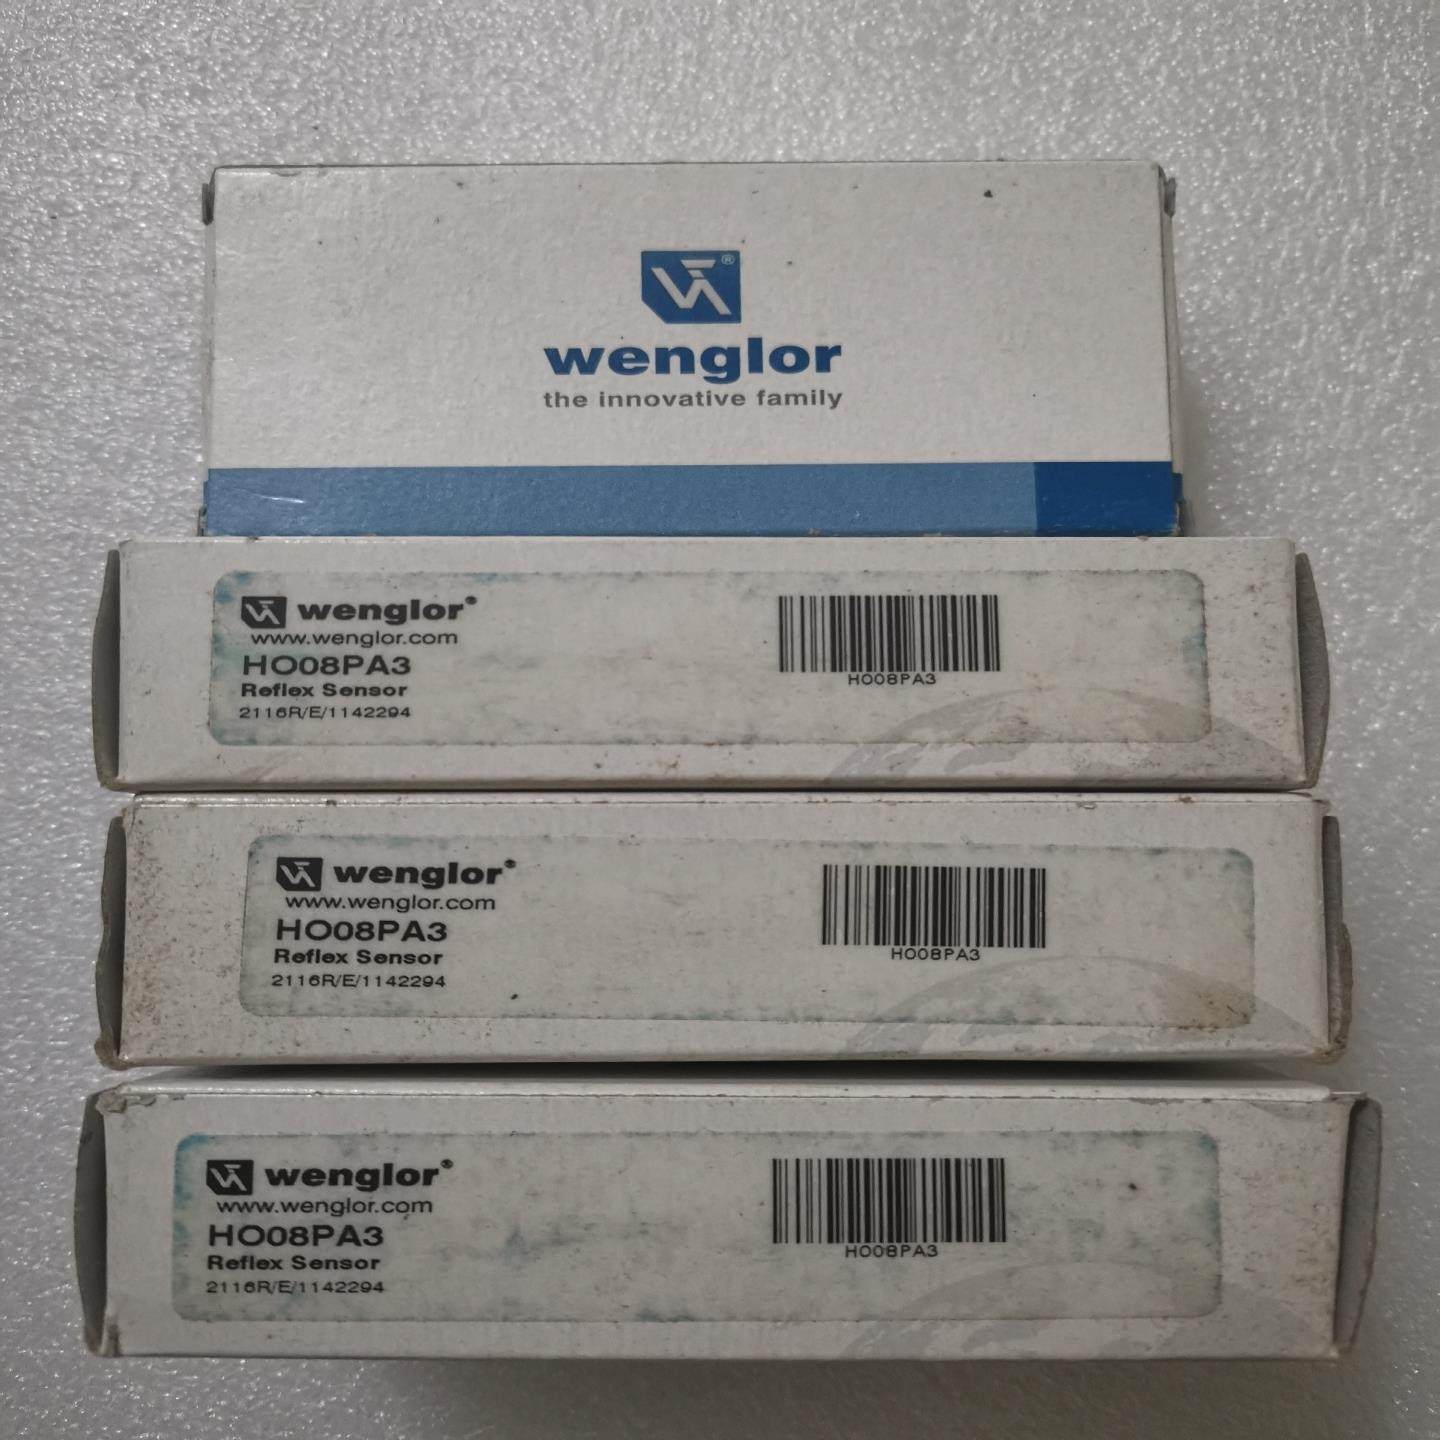 ®
wenglor
the innovative family
wenglor®
www.wenglor.com
HO08PA3
Reflex Sensor
2116R/E/1142294
HO08PA3
wenglor®
www.wenglor.com
HO08PA3
Reflex Sensor
2116R/E/1142294
HO08PA3
wenglor®
www.wenglor.com
HO08PA3
Reflex Sensor
2116R/E/1142294
HO08PA3